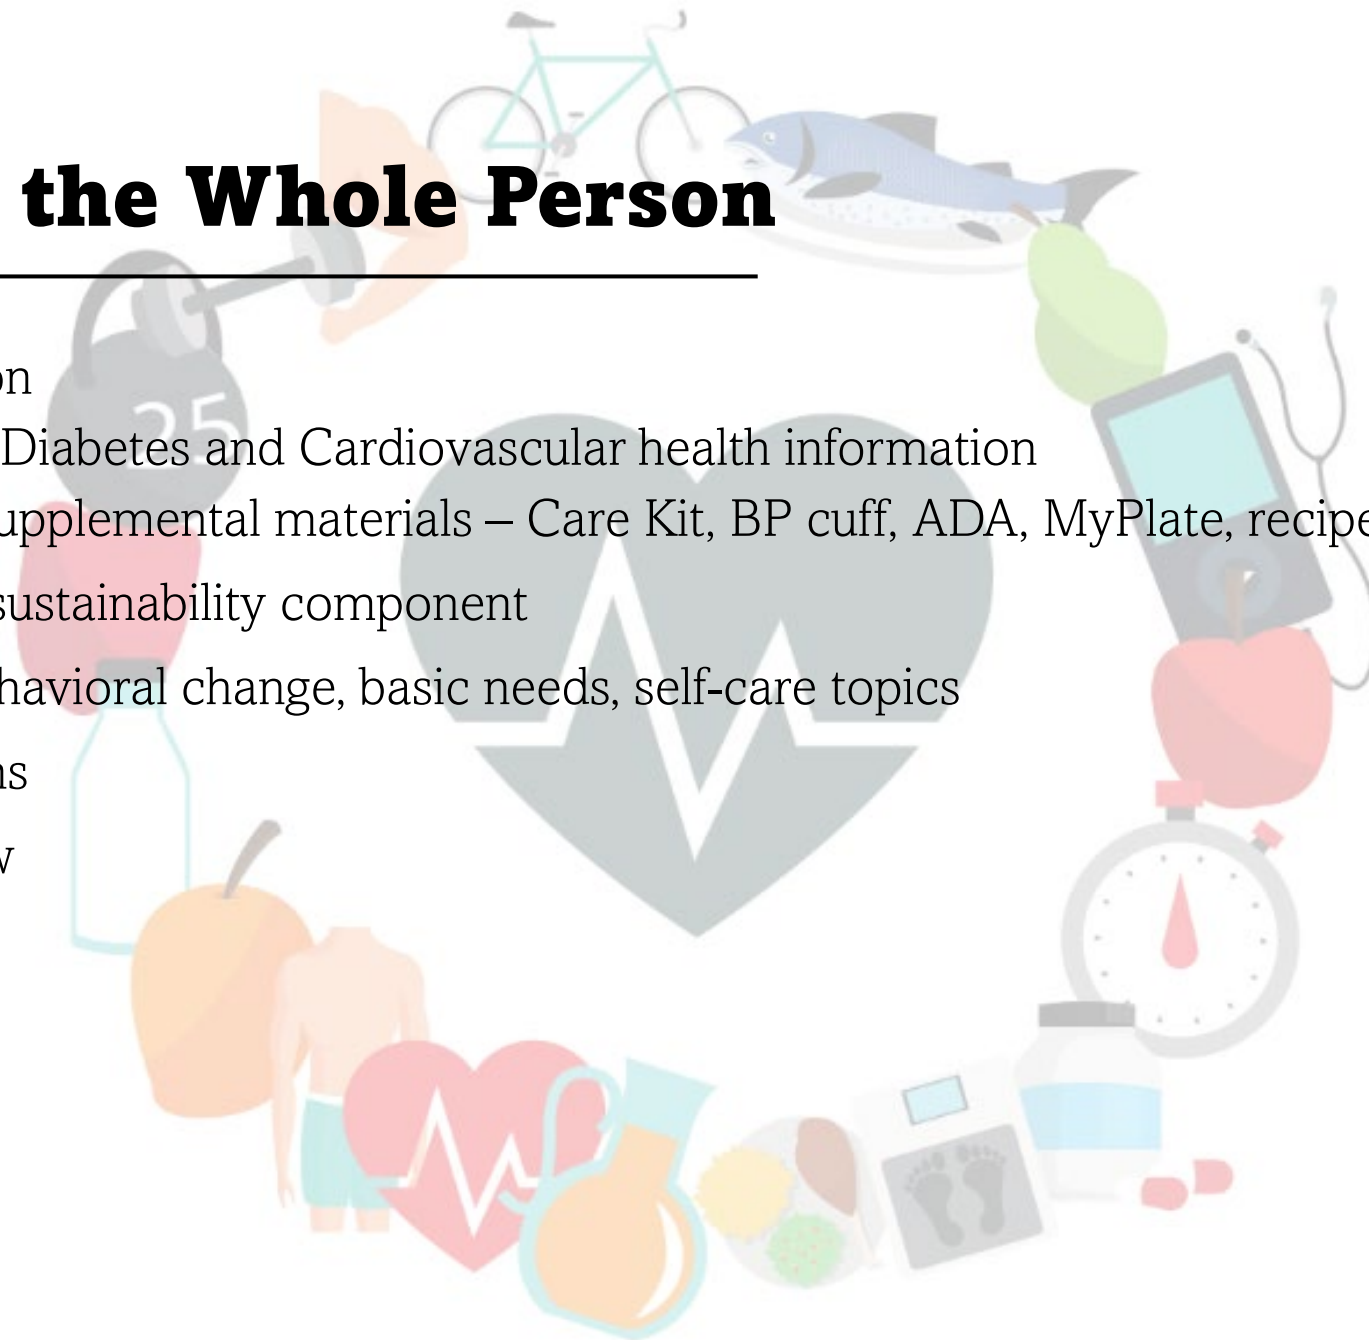 the Whole Person
on
Diabetes and Cardiovascular health information
upplemental materials – Care Kit, BP cuff, ADA, MyPlate, recipe
sustainability component
havioral change, basic needs, self-care topics
ns
w
25